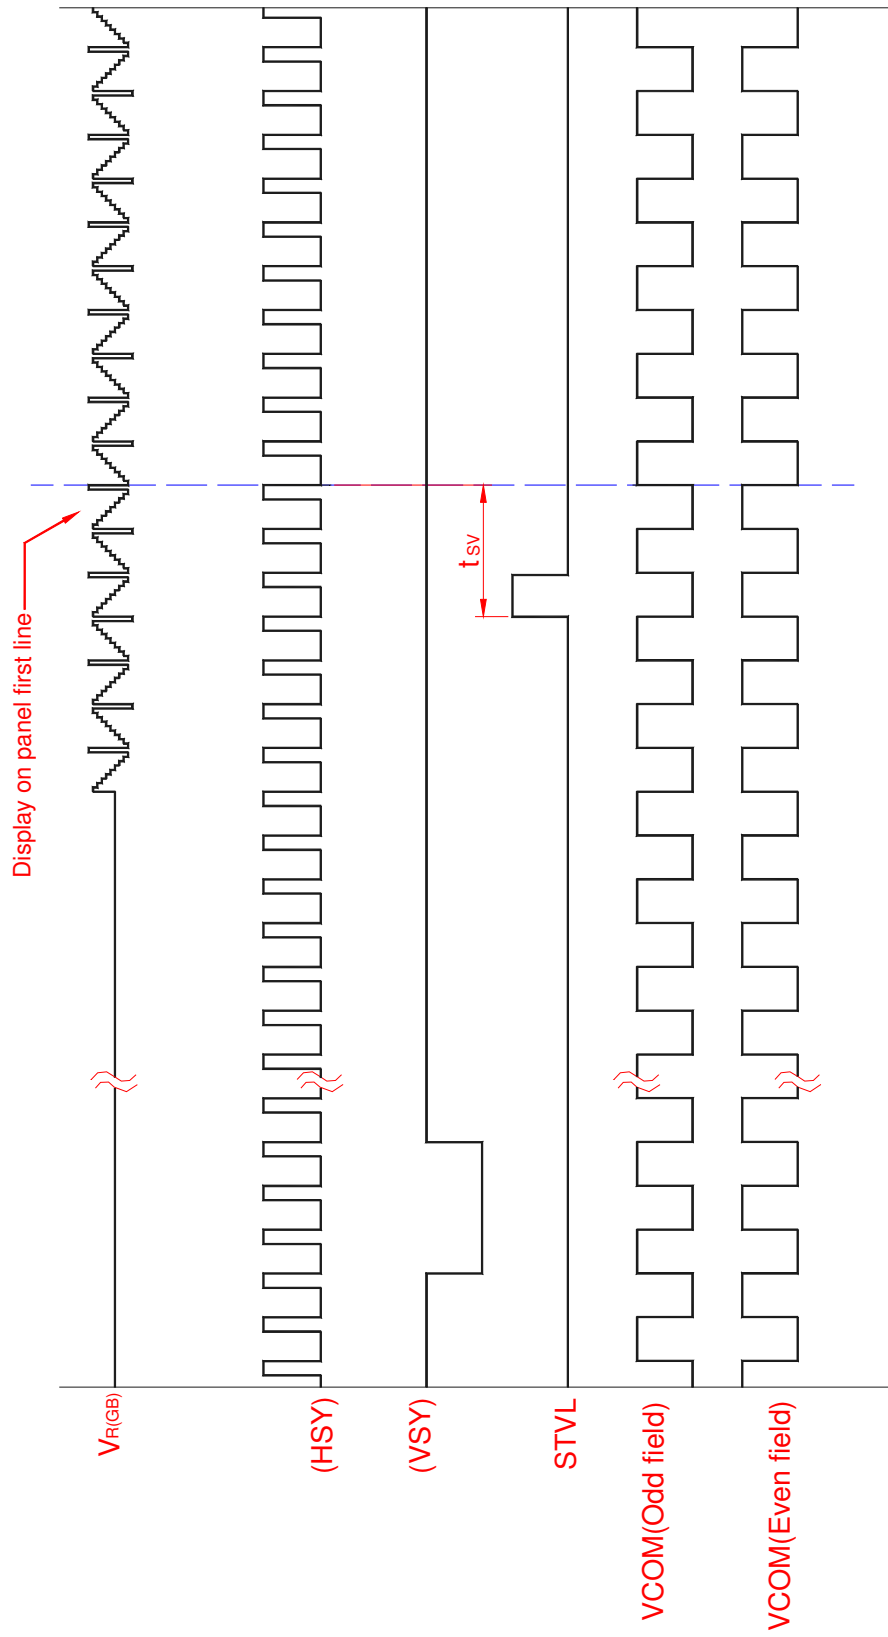 Display on panel first line
VR(GB)
(HSY)
(VSY)
tSV
STVL
VCOM(Odd field)
VCOM(Even field)